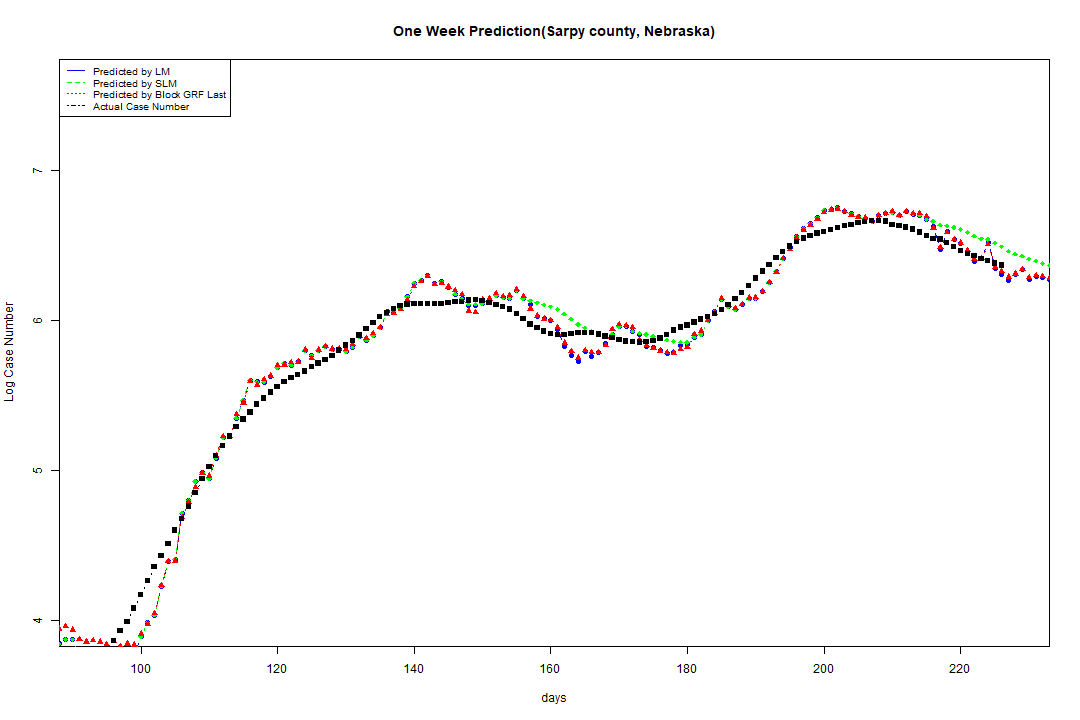 One Week Prediction(Sarpy county, Nebraska)
Predicted by LM
Predicted by SLM
Predicted by Block GRF Last
Actual Case Number
7
6
5
4
Log Case Number
100 120 140 160 180 200 220
days